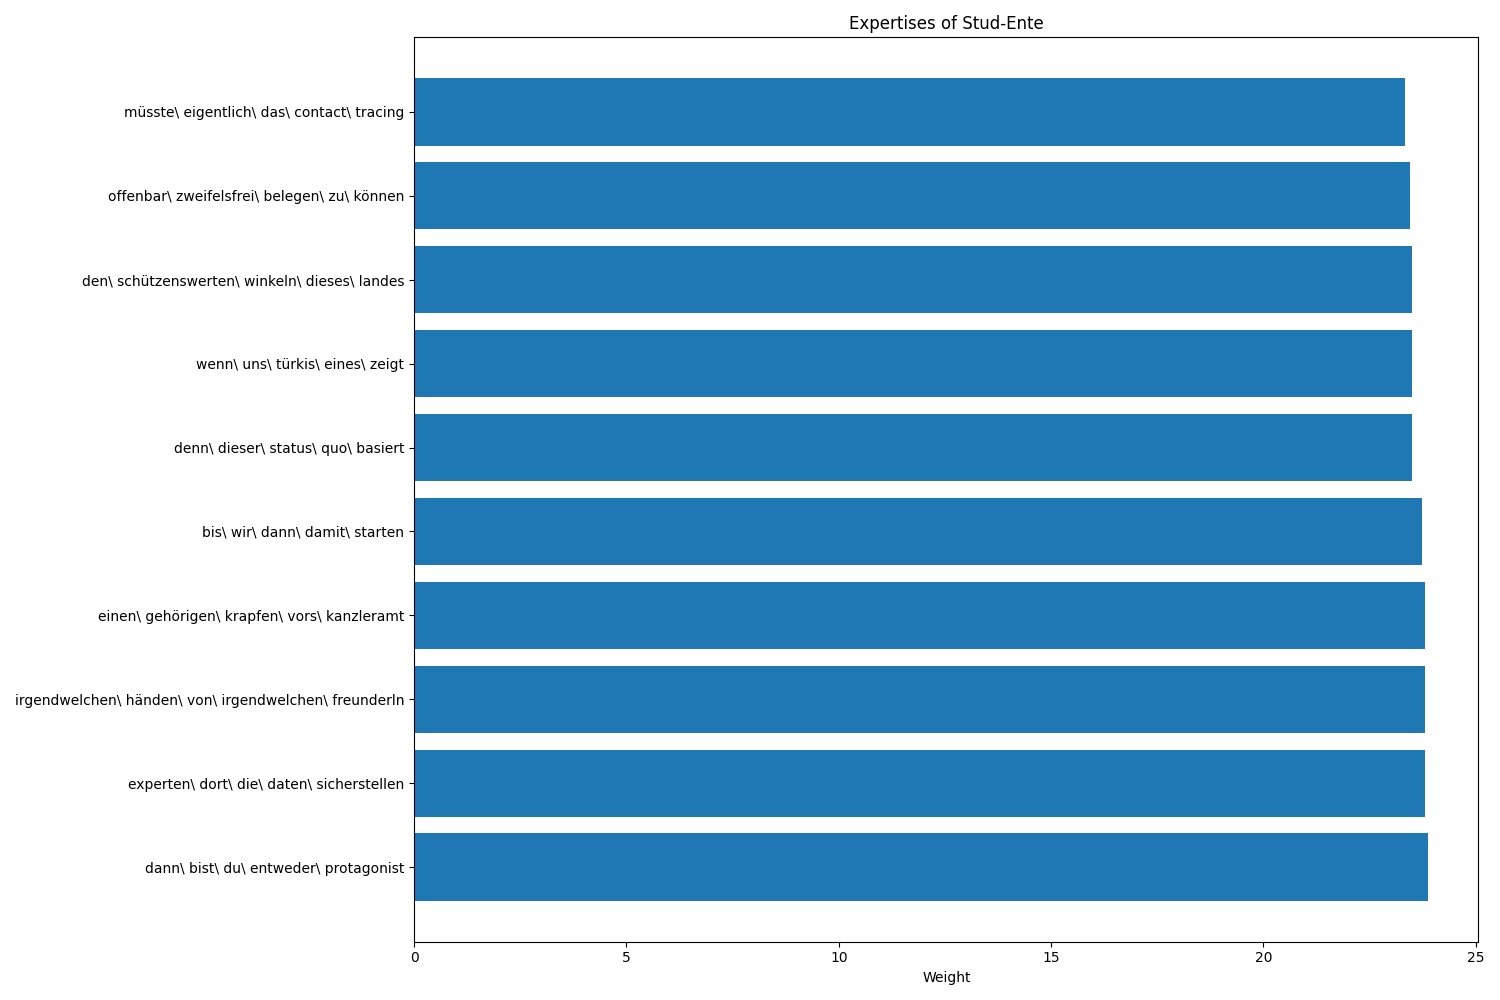 Expertises of Stud-Ente
müsste\ eigentlich\ das\ contact\ tracing
offenbar\ zweifelsfrei\ belegen\ zu\ können
den\ schützenswerten\ winkeln\ dieses\ landes
wenn\ uns\ türkis\ eines\ zeigt
denn\ dieser\ status\ quo\ basiert
bis\ wir\ dann\ damit\ starten
einen\ gehörigen\ krapfen\ vors\ kanzleramt
irgendwelchen\ händen\ von\ irgendwelchen\ freunderln
experten\ dort\ die\ daten\ sicherstellen
dann\ bist\ du\ entweder\ protagonist
0 5 10 15 20 25
Weight